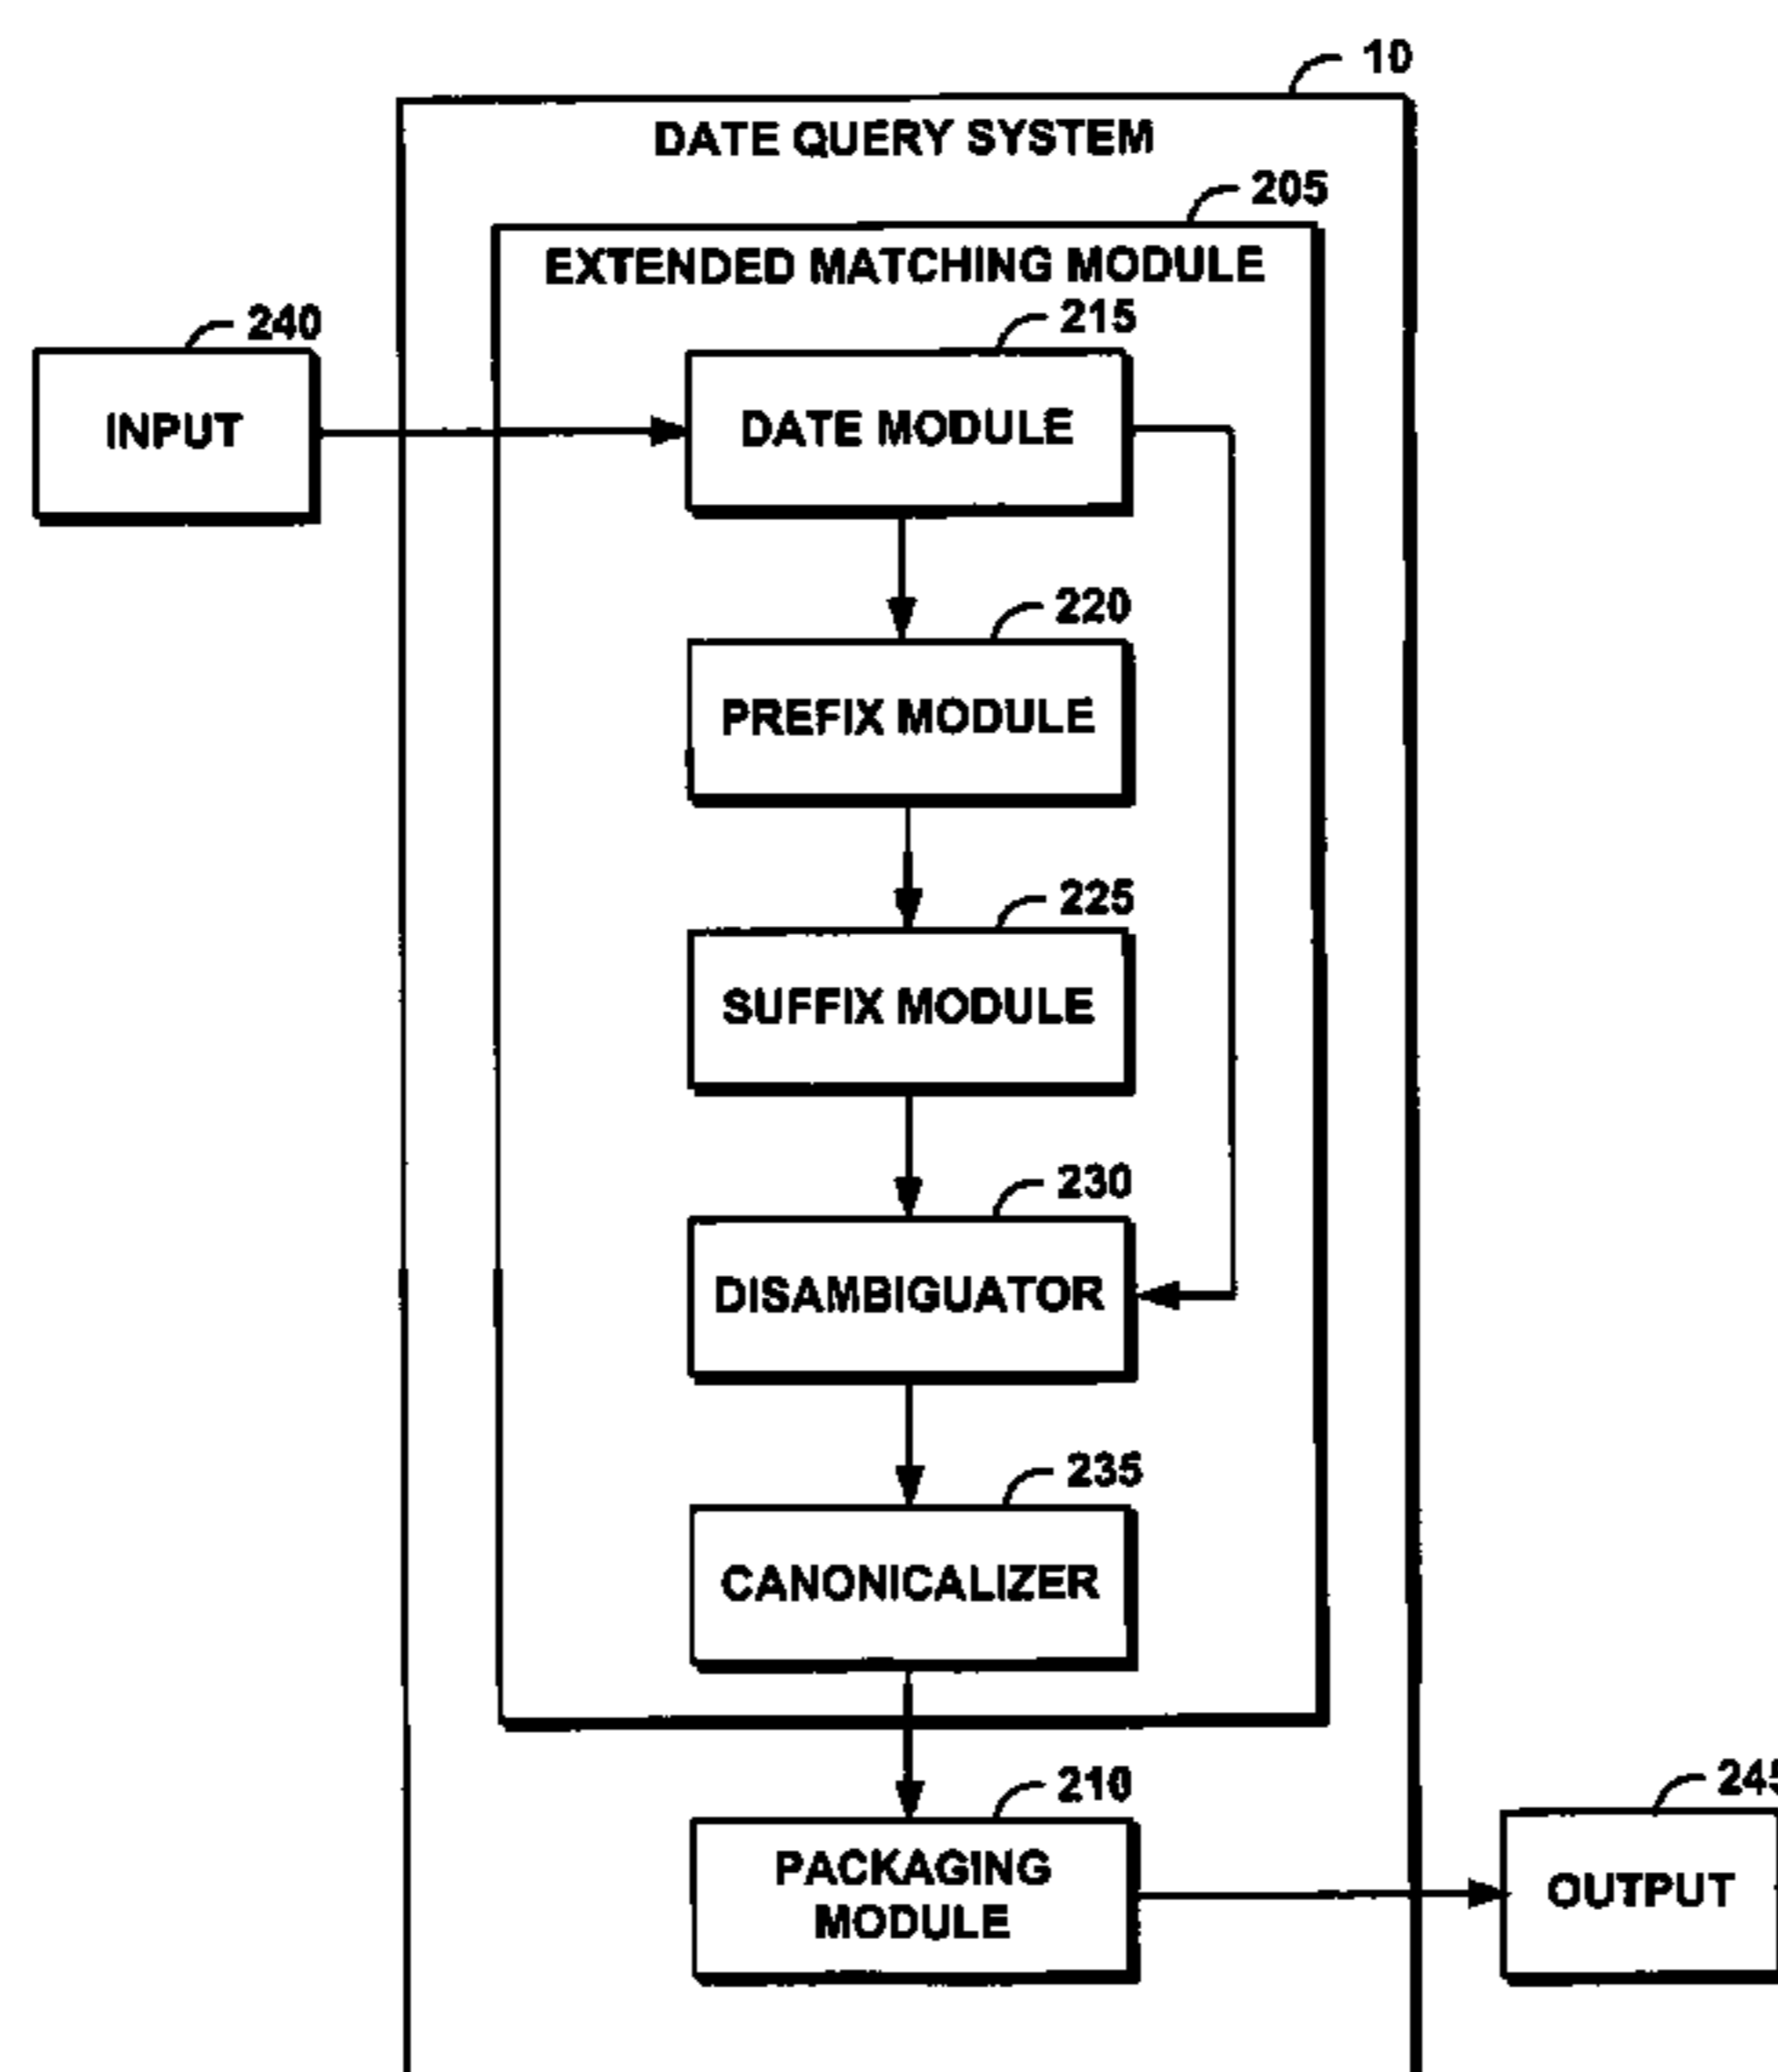 10
DATE QUERY SYSTEM
205
EXTENDED MATCHING MODULE
240
215
INPUT
DATE MODULE
220
PREFIX MODULE
225
SUFFIX MODULE
230
DISAMBIGUATOR
235
CANONICALIZER
210
245
PACKAGING
MODULE
OUTPUT